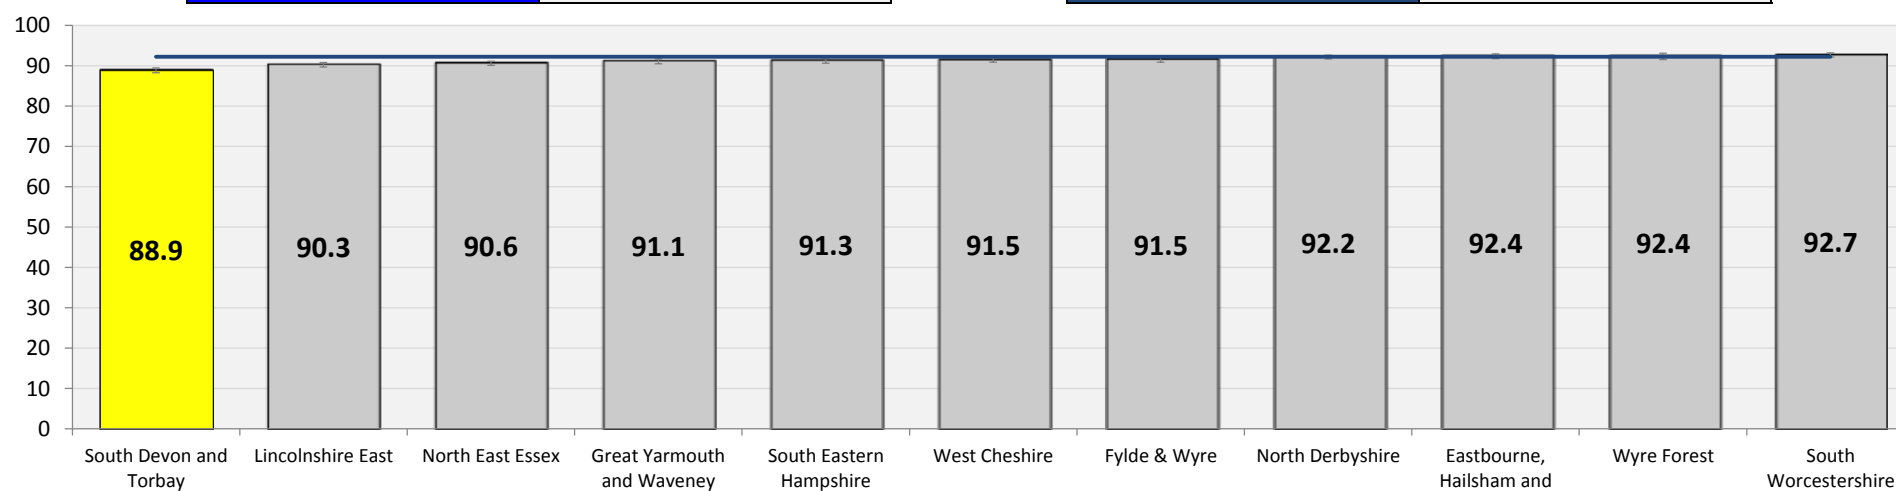 100
90
80
70
60
50
40
30
20
10
0
88.9
90.3
90.6
91.1
91.3
91.5
91.5
92.2
92.4
92.4
92.7
South Devon and
Torbay
Lincolnshire East
North East Essex
Great Yarmouth
and Waveney
South Eastern
Hampshire
West Cheshire
Fylde & Wyre
North Derbyshire
Eastbourne,
Hailsham and
Wyre Forest
South
Worcestershire